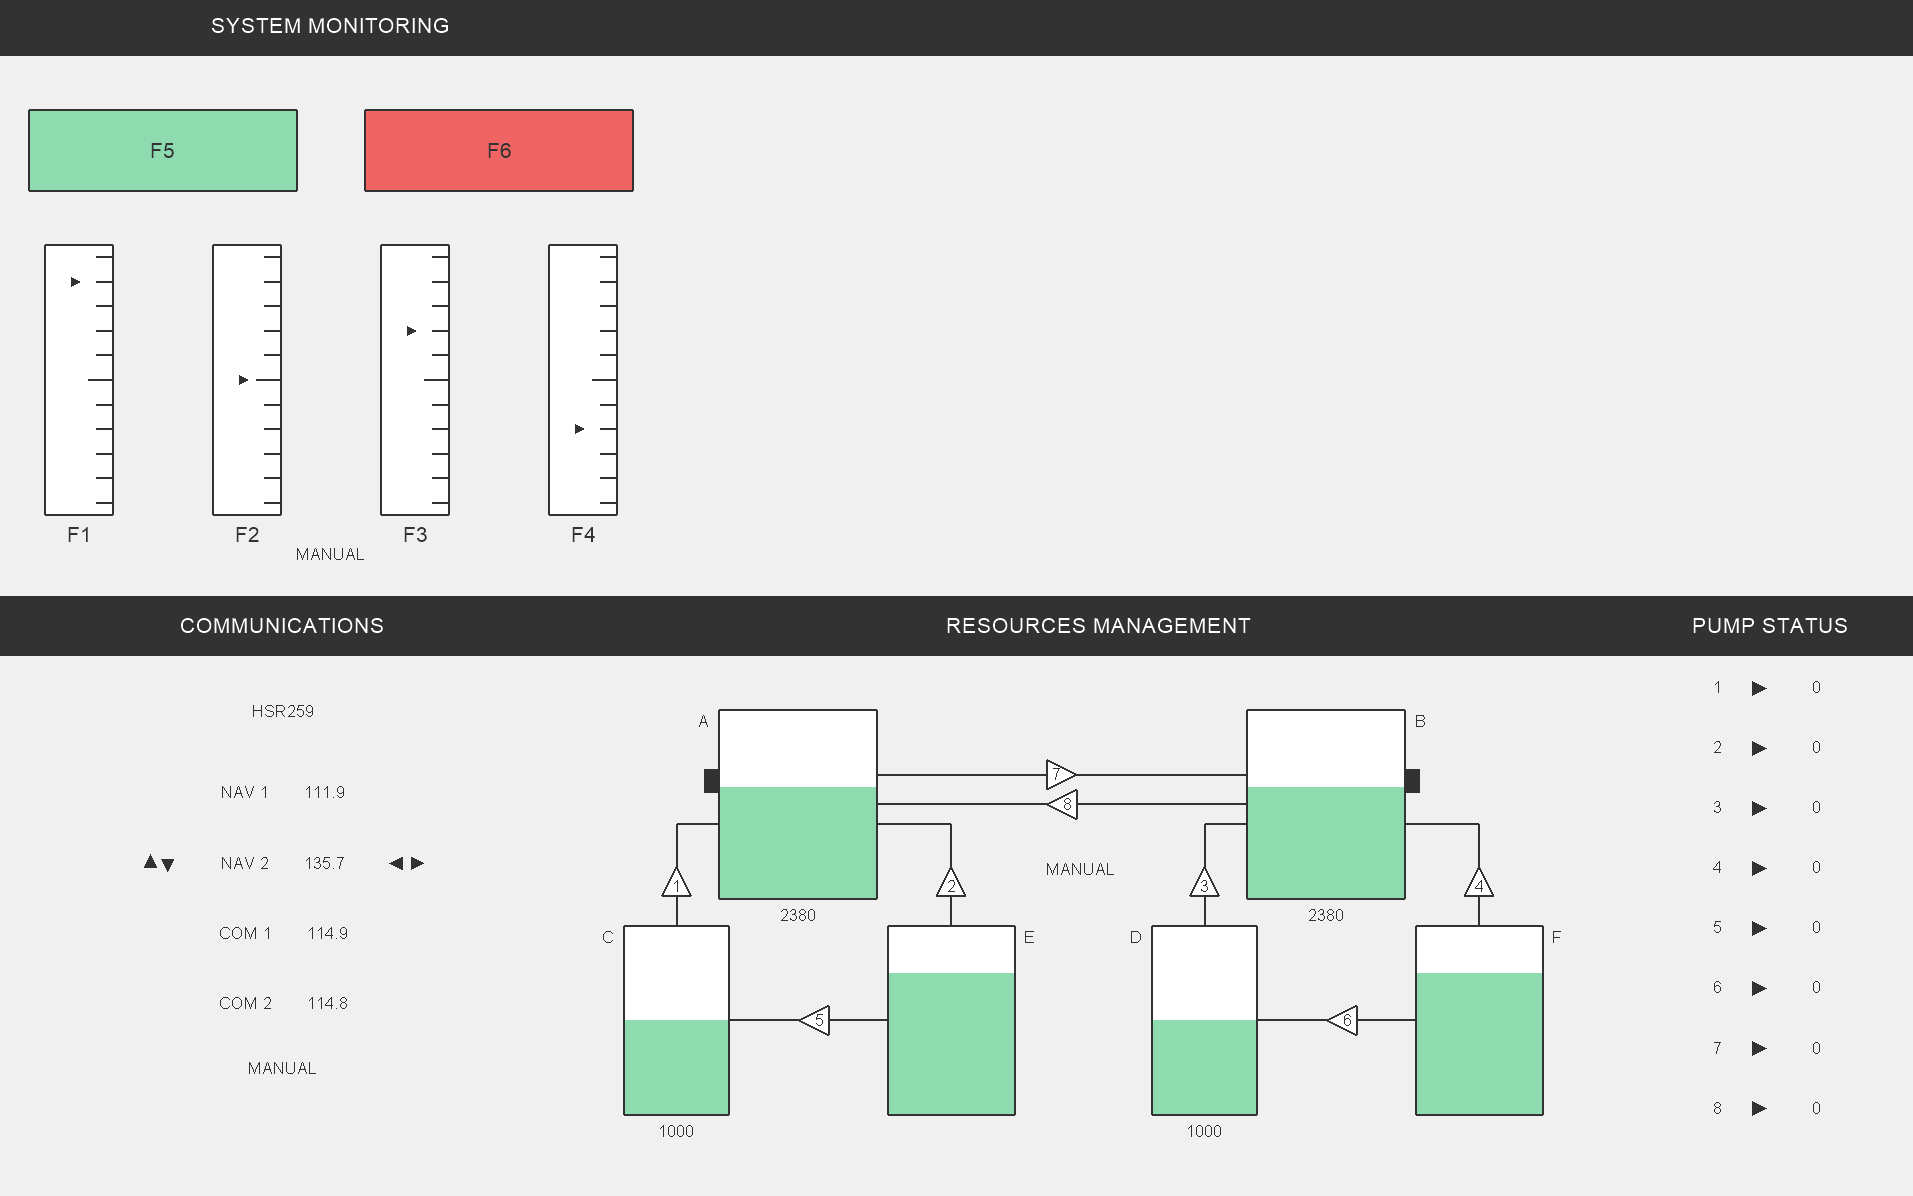 SYSTEM MONITORING
F5 F6
F1 F2 F3 F4
MANUAL
COMMUNICATIONS RESOURCES MANAGEMENT PUMP STATUS
HSR259
NAV 1 111.9
NAV 2 135.7
COM 1 114.9
COM 2 114.8
MANUAL
A B
7
8
MANUAL
1 2 3 4
2380 2380
C E D F
5 6
1000 1000
1 0
2 0
3 0
4 0
5 0
6 0
7 0
8 0